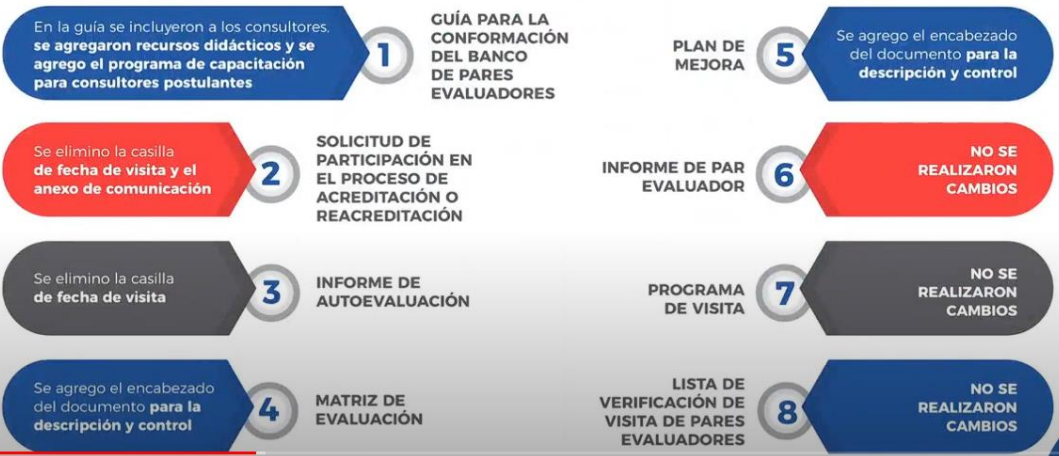 En la guía se incluyeron a los consultores,
se agregaron recursos didácticos y se
agrego el programa de capacitación
para consultores postulantes
1
GUÍA PARA LA
CONFORMACIÓN
DEL BANCO
DE PARES
EVALUADORES
Se elimino la casilla
de fecha de visita y el
anexo de comunicación
2
SOLICITUD DE
PARTICIPACIÓN EN
EL PROCESO DE
ACREDITACIÓN O
REACREDITACIÓN
Se elimino la casilla
de fecha de visita
3
INFORME DE
AUTOEVALUACIÓN
Se agrego el encabezado
del documento para la
descripción y control
4
MATRIZ DE
EVALUACIÓN
PLAN DE
MEJORA
5
Se agrego el encabezado
del documento para la
descripción y control
INFORME DE PAR
EVALUADOR
6
NO SE
REALIZARON
CAMBIOS
PROGRAMA
DE VISITA
7
NO SE
REALIZARON
CAMBIOS
LISTA DE
VERIFICACIÓN DE
VISITA DE PARES
EVALUADORES
8
NO SE
REALIZARON
CAMBIOS